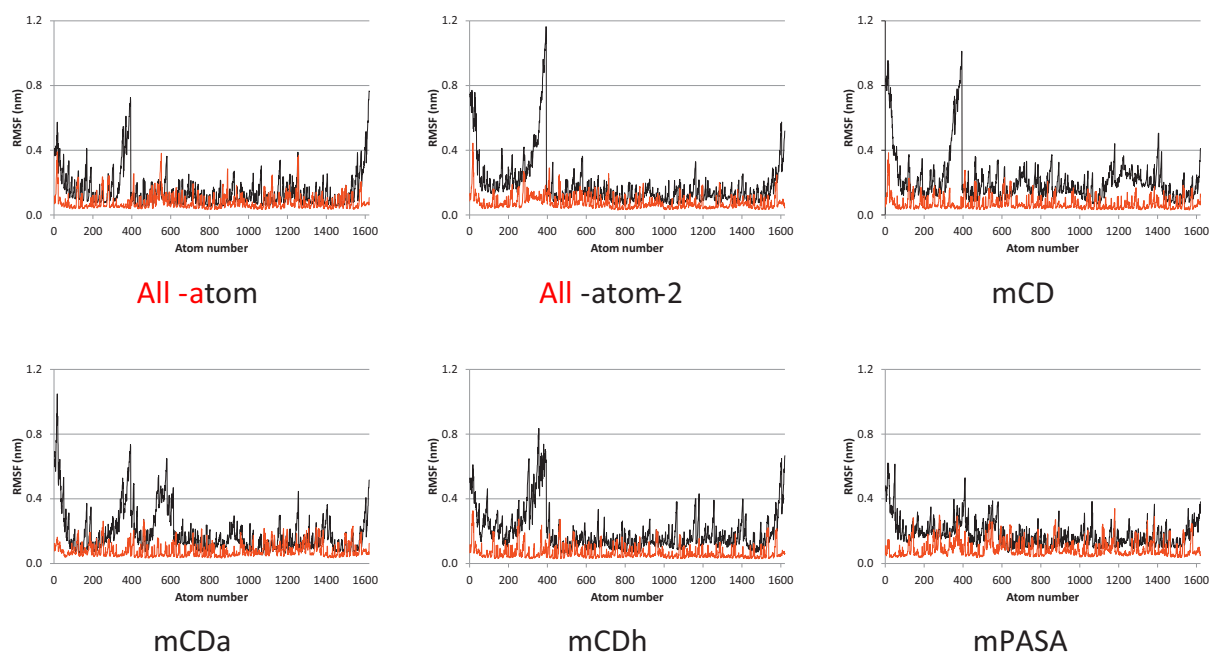 1.2 1.2 1.2
0.8 0.8 0.8
RMSF (nm) RMSF (nm) RMSF (nm)
0.4 0.4 0.4
0.0 0.0 0.0
0 200 400 600 800 1000 1200 1400 1600 0 200 400 600 800 1000 1200 1400 1600 0 200 400 600 800 1000 1200 1400 1600
Atom number Atom number Atom number
All -atom All -atom-2 mCD
1.2 1.2 1.2
0.8 0.8 0.8
RMSF (nm) RMSF (nm) RMSF (nm)
0.4 0.4 0.4
0.0 0.0 0.0
0 200 400 600 800 1000 1200 1400 1600 0 200 400 600 800 1000 1200 1400 1600 0 200 400 600 800 1000 1200 1400 1600
Atom number Atom number Atom number
mCDa mCDh mPASA